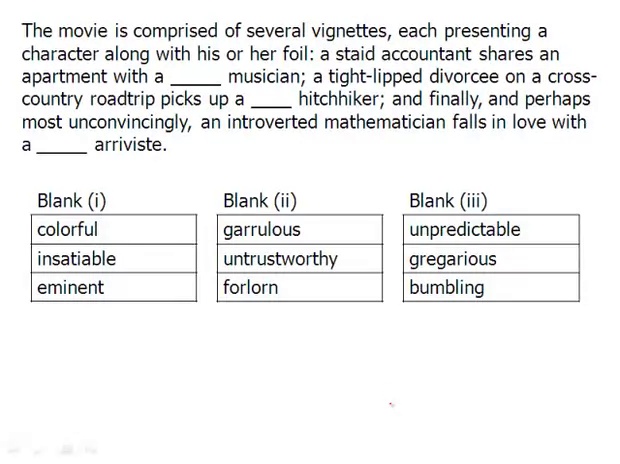 The movie is comprised of several vignettes, each presenting a
character along with his or her foil: a staid accountant shares an
apartment with a _____ musician; a tight-lipped divorcee on a cross-
country roadtrip picks up a ____ hitchhiker; and finally, and perhaps
most unconvincingly, an introverted mathematician falls in love with
a _____ arriviste.
Blank (i) Blank (ii) Blank (iii)
colorful garrulous unpredictable
insatiable untrustworthy gregarious
eminent forlorn bumbling